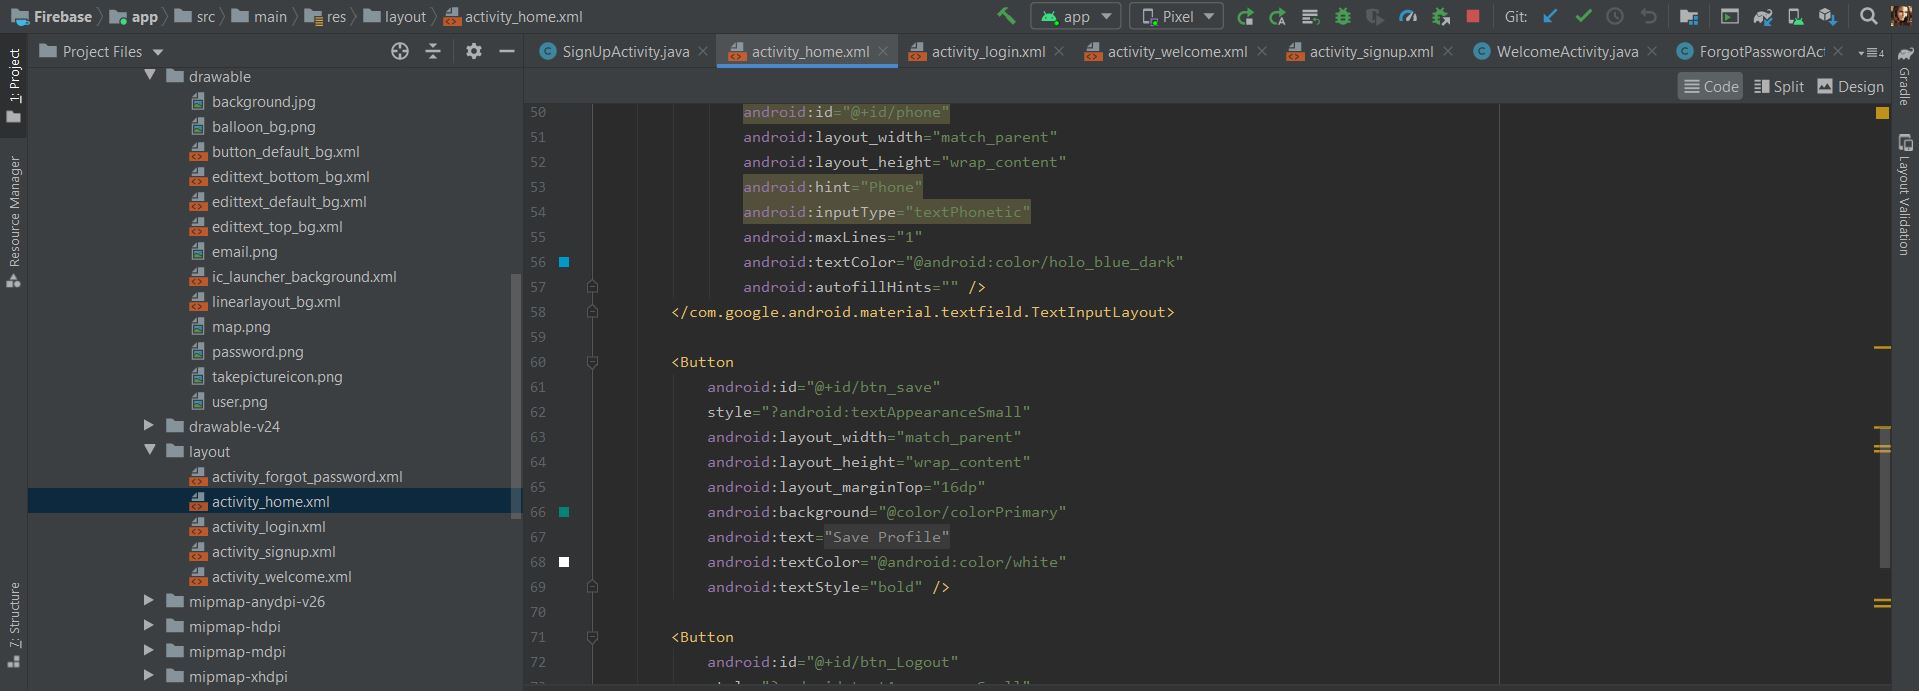 Firebase app src main res layout activity_home.xml app Pixel Git:
Project Files
SignUpActivity.java activity_home.xml activity_login.xml activity_welcome.xml activity_signup.xml WelcomeActivity.java ForgotPasswordAct 4
Code Split Design
1: Project
Resource Manager
7: Structure
drawable
background.jpg
balloon_bg.png
button_default_bg.xml
edittext_bottom_bg.xml
edittext_default_bg.xml
edittext_top_bg.xml
email.png
ic_launcher_background.xml
linearlayout_bg.xml
map.png
password.png
takepictureicon.png
user.png
drawable-v24
layout
activity_forgot_password.xml
activity_home.xml
activity_login.xml
activity_signup.xml
activity_welcome.xml
mipmap-anydpi-v26
mipmap-hdpi
mipmap-mdpi
mipmap-xhdpi
50 android:id="@+id/phone"
51 android:layout_width="match_parent"
52 android:layout_height="wrap_content"
53 android:hint="Phone"
54 android:inputType="textPhonetic"
55 android:maxLines="1"
56 android:textColor="@android:color/holo_blue_dark"
57 android:autofillHints="" />
58 </com.google.android.material.textfield.TextInputLayout>
59
60 <Button
61 android:id="@+id/btn_save"
62 style="?android:textAppearanceSmall"
63 android:layout_width="match_parent"
64 android:layout_height="wrap_content"
65 android:layout_marginTop="16dp"
66 android:background="@color/colorPrimary"
67 android:text="Save Profile"
68 android:textColor="@android:color/white"
69 android:textStyle="bold" />
70
71 <Button
72 android:id="@+id/btn_Logout"
Gradle
Layout Validation